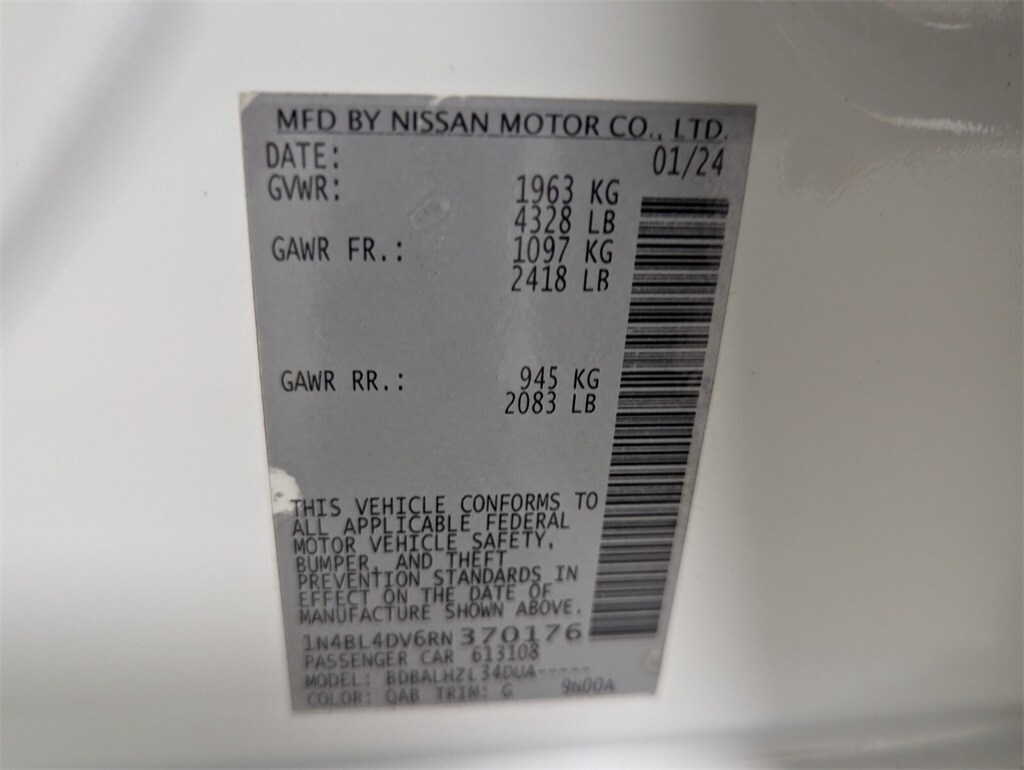 MFD BY NISSAN MOTOR CO., LTD.
DATE: 01/24
GVWR: 1963 KG
4328 LB
GAWR FR.: 1097 KG
2418 LB
GAWR RR.: 945 KG
2083 LB
THIS VEHICLE CONFORMS TO
ALL APPLICABLE FEDERAL
MOTOR VEHICLE SAFETY,
BUMPER, AND THEFT
PREVENTION STANDARDS IN
EFFECT ON THE DATE OF
MANUFACTURE SHOWN ABOVE.
1N4BL4DV6RN370176
PASSENGER CAR 613108
MODEL: BDBALHZL34DUA-----
COLOR: QAB TRIM: G 9N00A